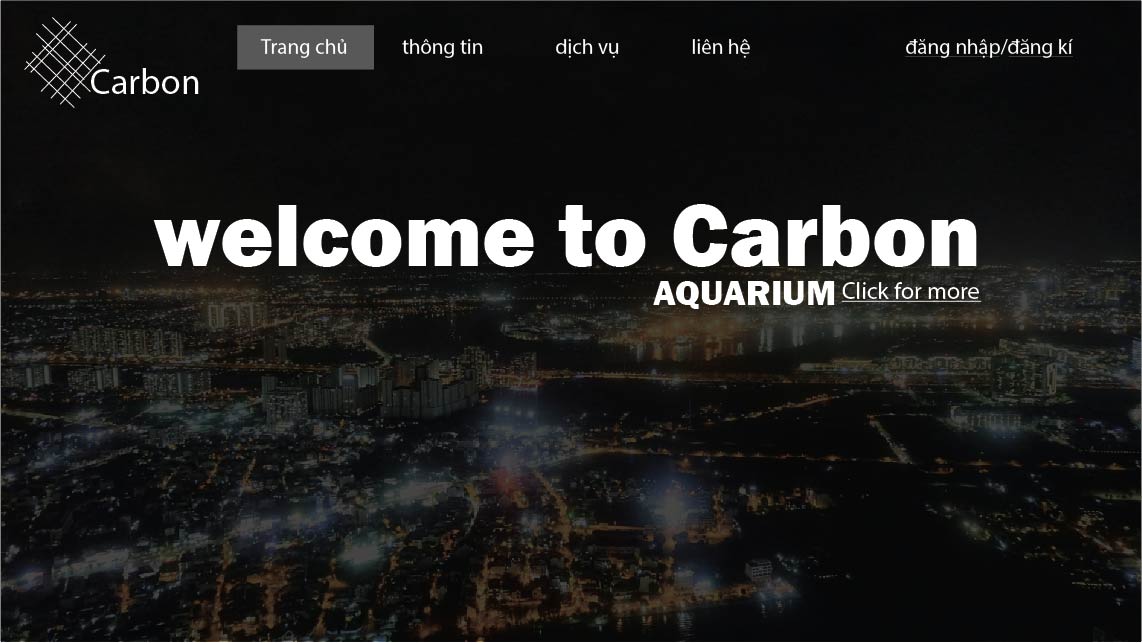 Carbon
Trang chủ thông tin dịch vụ liên hệ đăng nhập/đăng kí
welcome to Carbon
AQUARIUM Click for more